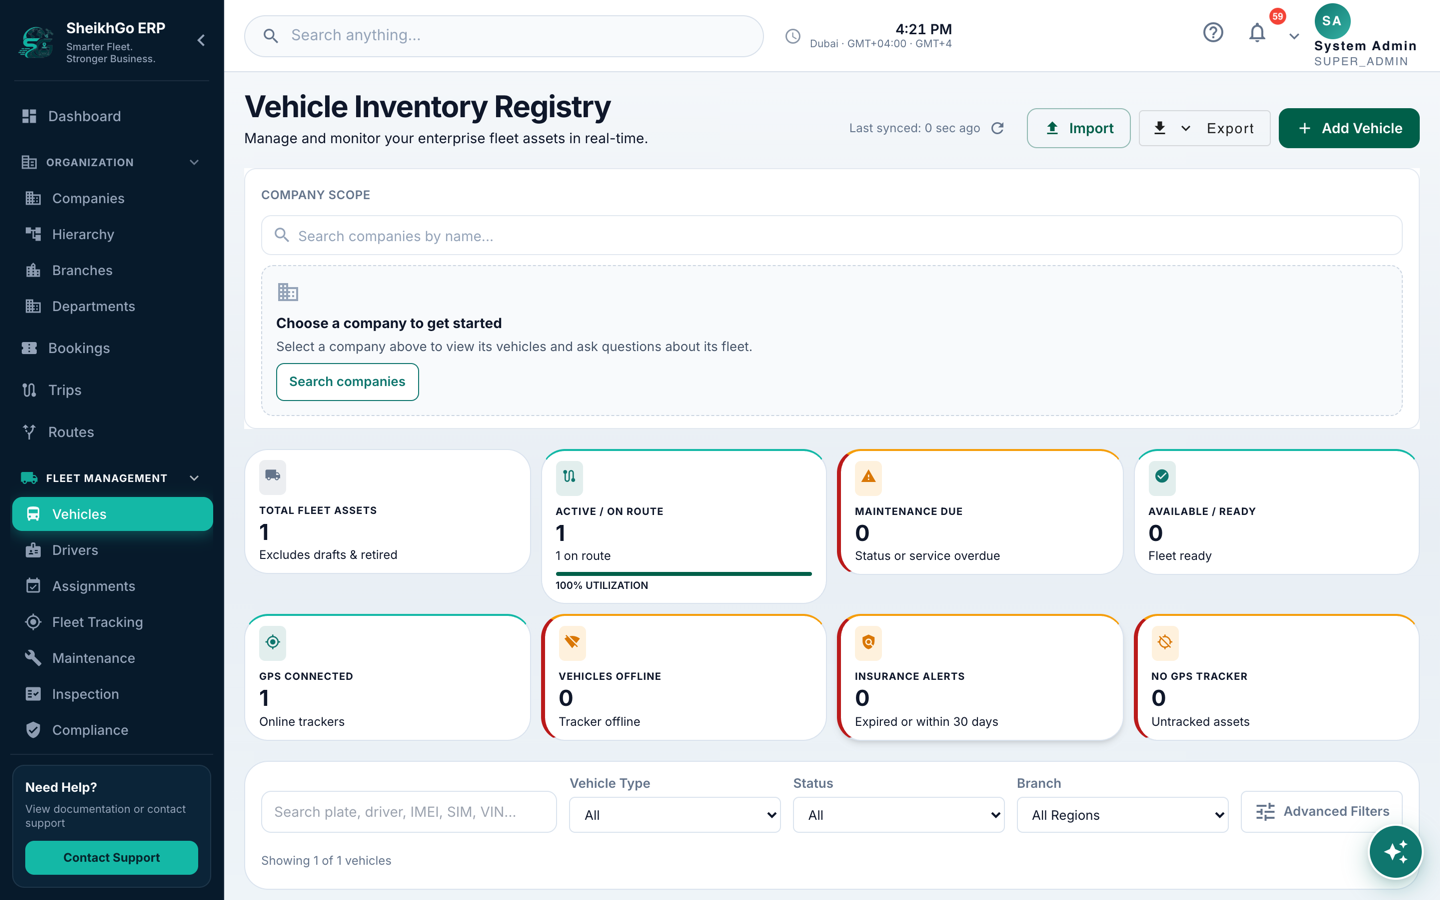 SheikhGo ERP
Smarter Fleet.
Stronger Business.
Search anything...
4:21 PM
Dubai · GMT+04:00 · GMT+4
59
SA
System Admin
SUPER_ADMIN
Dashboard
ORGANIZATION
Companies
Hierarchy
Branches
Departments
Bookings
Trips
Routes
FLEET MANAGEMENT
Vehicles
Drivers
Assignments
Fleet Tracking
Maintenance
Inspection
Compliance
Need Help?
View documentation or contact
support
Contact Support
Vehicle Inventory Registry
Manage and monitor your enterprise fleet assets in real-time.
Last synced: 0 sec ago
Import
Export
Add Vehicle
COMPANY SCOPE
Search companies by name...
Choose a company to get started
Select a company above to view its vehicles and ask questions about its fleet.
Search companies
TOTAL FLEET ASSETS
1
Excludes drafts & retired
ACTIVE / ON ROUTE
1
1 on route
100% UTILIZATION
MAINTENANCE DUE
0
Status or service overdue
AVAILABLE / READY
0
Fleet ready
GPS CONNECTED
1
Online trackers
VEHICLES OFFLINE
0
Tracker offline
INSURANCE ALERTS
0
Expired or within 30 days
NO GPS TRACKER
0
Untracked assets
Search plate, driver, IMEI, SIM, VIN...
Vehicle Type
All
Status
All
Branch
All Regions
Advanced Filters
Showing 1 of 1 vehicles